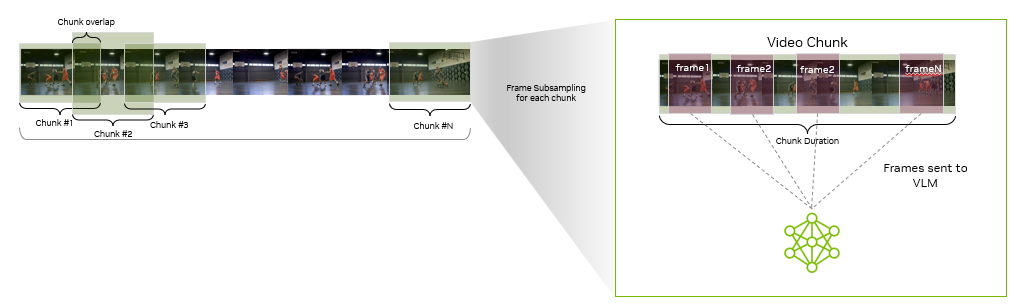 Chunk overlap
Chunk #1
Chunk #2
Chunk #3
Chunk #N
Frame Subsampling
for each chunk
Video Chunk
frame1
frame2
frame2
frameN
Chunk Duration
Frames sent to
VLM